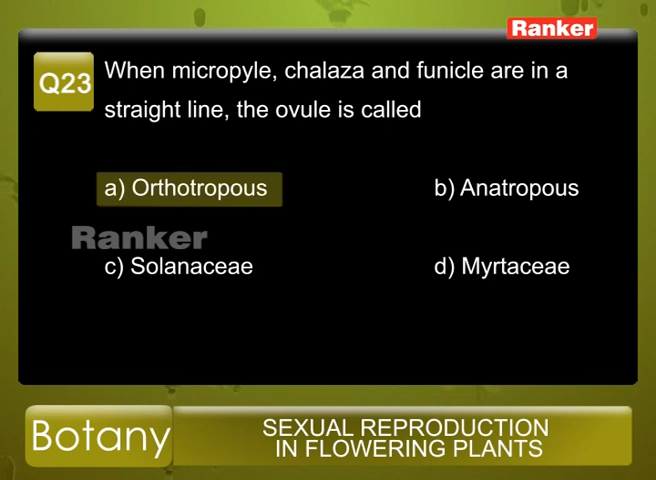 Ranker
Q23
When micropyle, chalaza and funicle are in a
straight line, the ovule is called
a) Orthotropous
b) Anatropous
Ranker
c) Solanaceae
d) Myrtaceae
Botany
SEXUAL REPRODUCTION
IN FLOWERING PLANTS